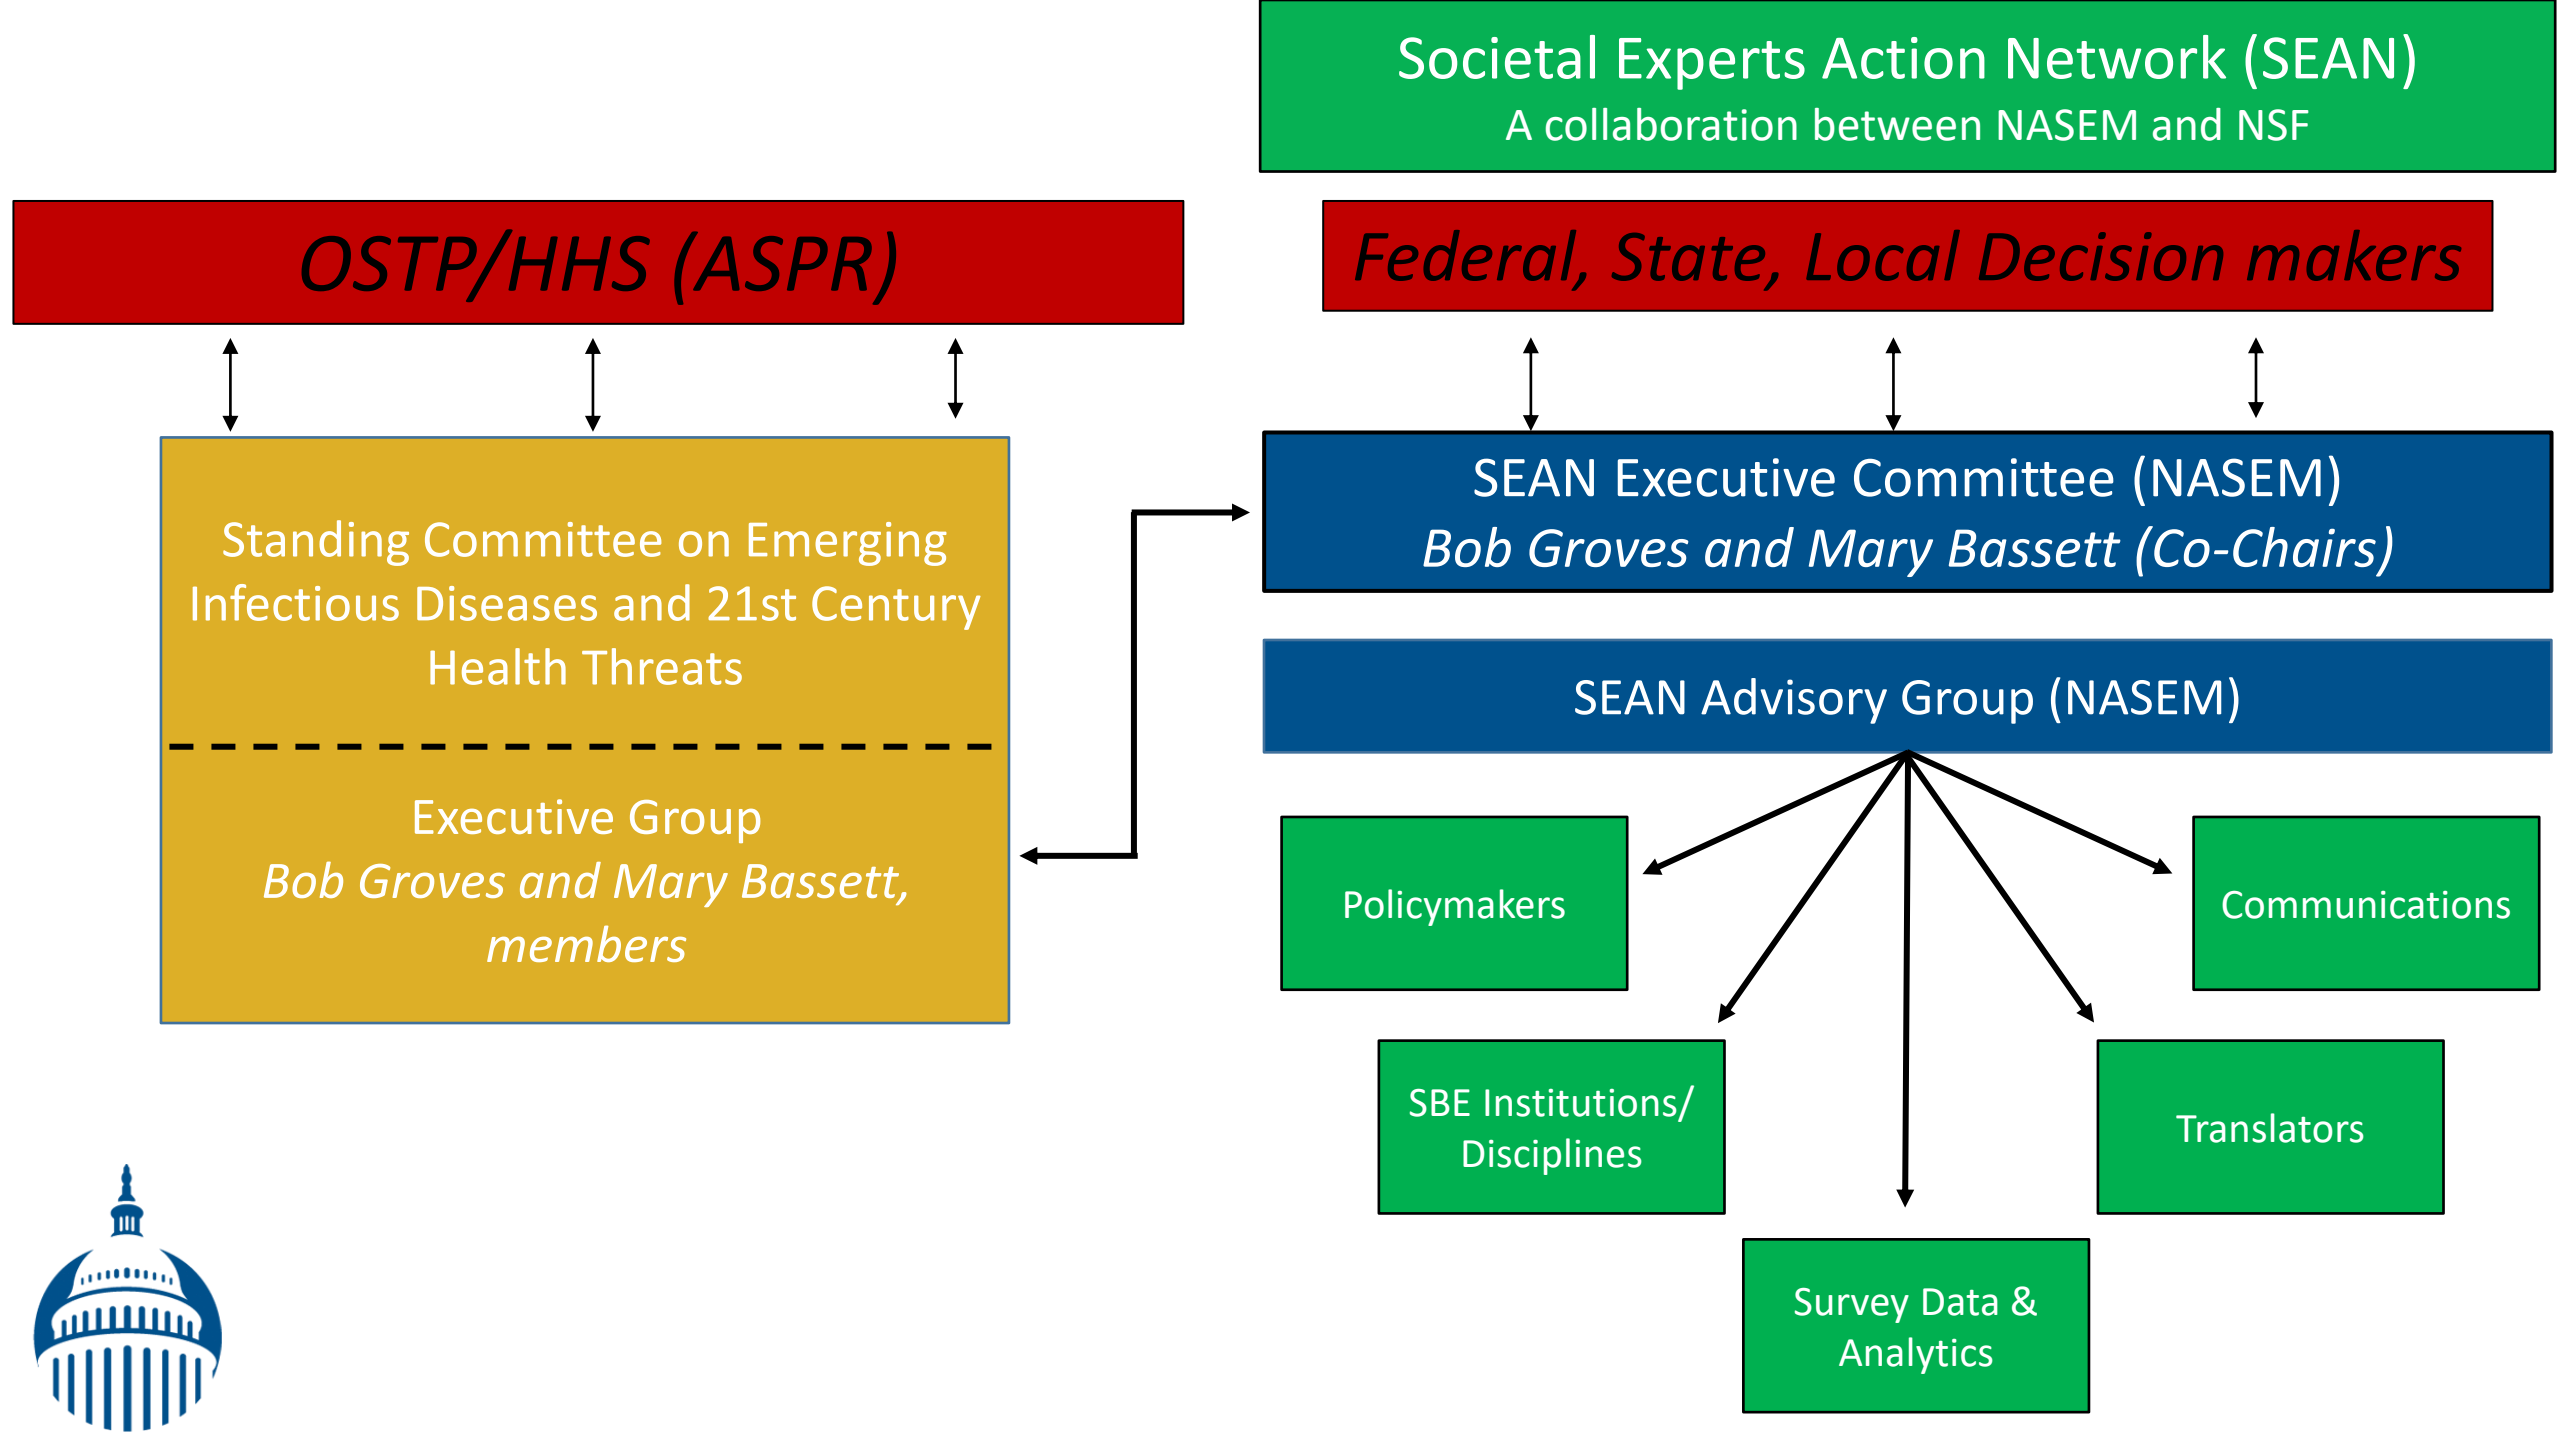 Societal Experts Action Network (SEAN)
A collaboration between NASEM and NSF
OSTP/HHS (ASPR)
Federal, State, Local Decision makers
Standing Committee on Emerging
Infectious Diseases and 21st Century
Health Threats
Executive Group
Bob Groves and Mary Bassett,
members
SEAN Executive Committee (NASEM)
Bob Groves and Mary Bassett (Co-Chairs)
SEAN Advisory Group (NASEM)
Policymakers
Communications
SBE Institutions/
Disciplines
Translators
Survey Data &
Analytics